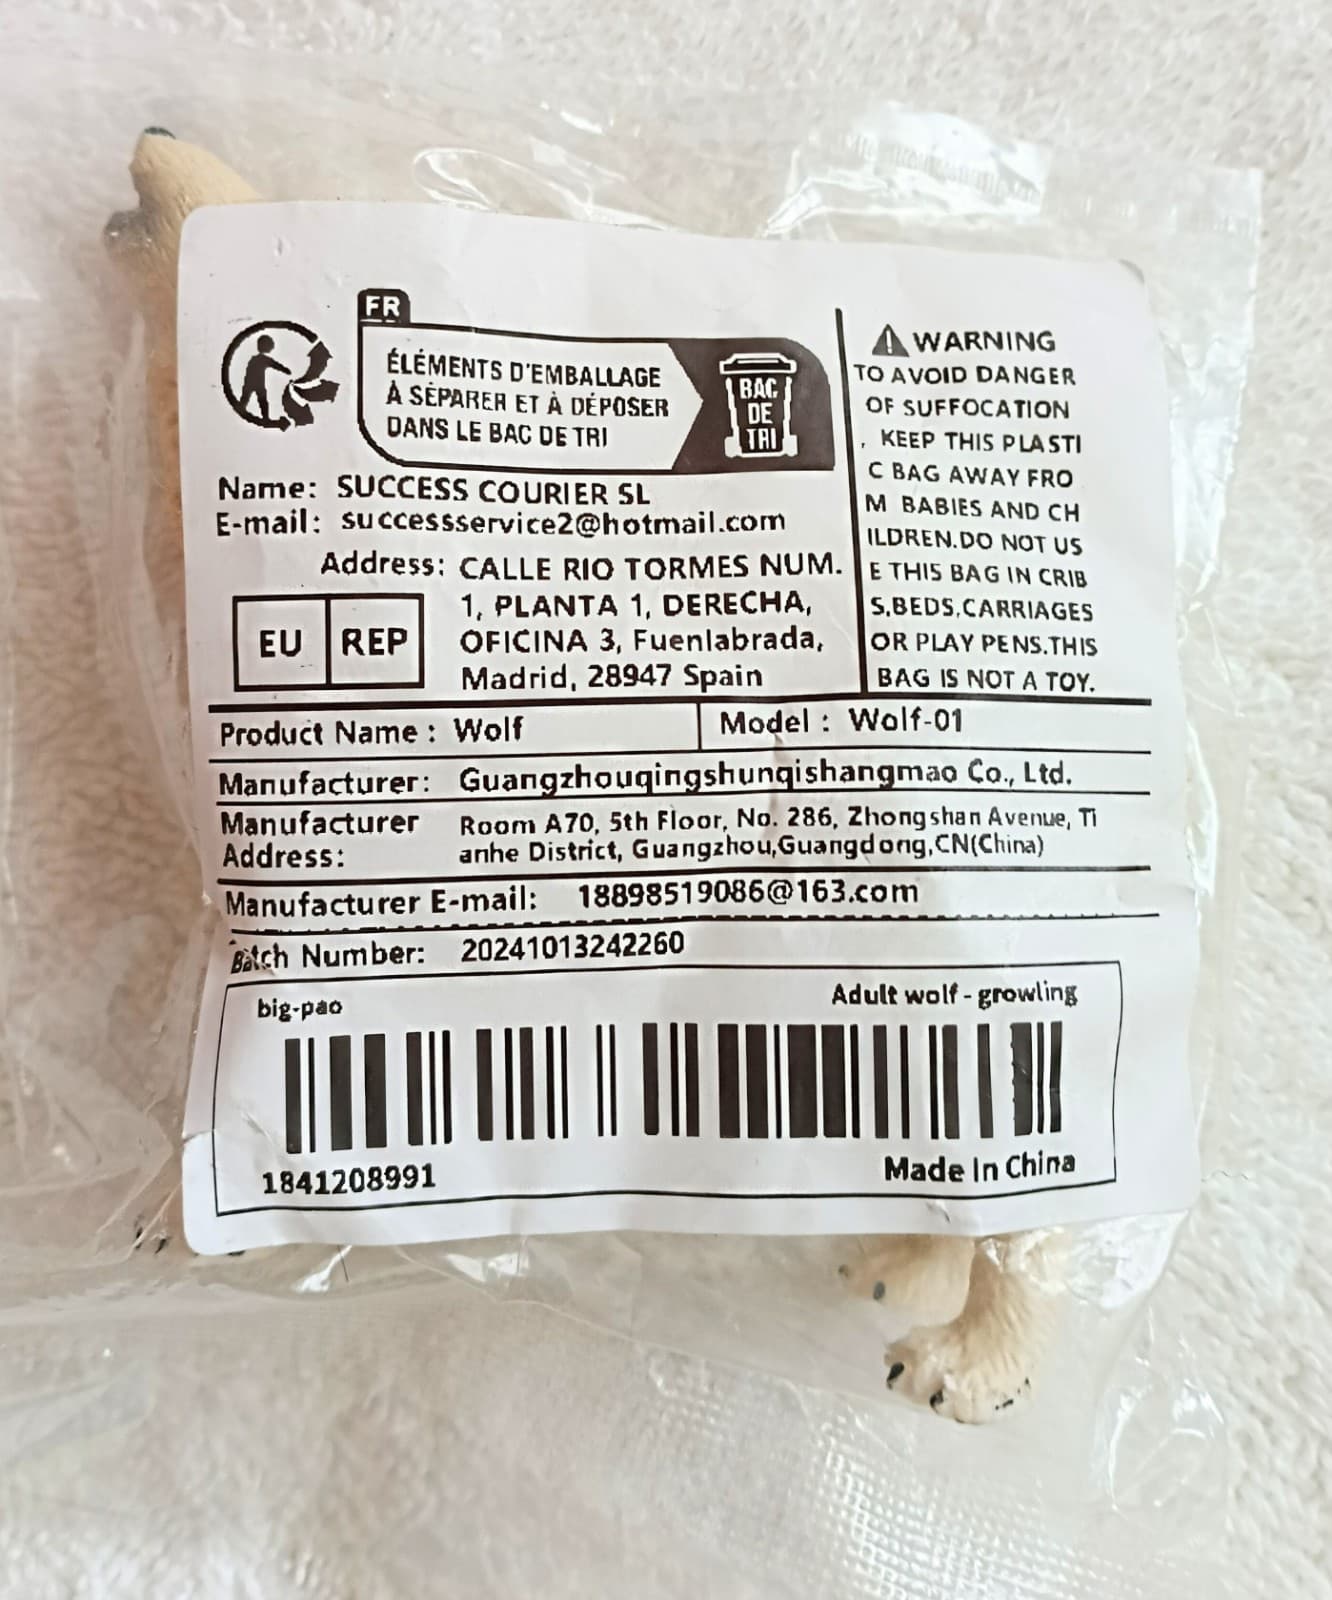 FR
ÉLÉMENTS D'EMBALLAGE
À SÉPARER ET À DÉPOSER
DANS LE BAC DE TRI
BAC
DE
TRI
Name: SUCCESS COURIER SL
E-mail: successservice2@hotmail.com
Address: CALLE RIO TORMES NUM.
1, PLANTA 1, DERECHA,
OFICINA 3, Fuenlabrada,
Madrid, 28947 Spain
EU REP
WARNING
TO AVOID DANGER
OF SUFFOCATION
, KEEP THIS PLASTI
C BAG AWAY FRO
M BABIES AND CH
ILDREN.DO NOT US
E THIS BAG IN CRIB
S,BEDS,CARRIAGES
OR PLAY PENS.THIS
BAG IS NOT A TOY.
Product Name : Wolf
Model : Wolf-01
Manufacturer: Guangzhouqingshunqishangmao Co., Ltd.
Manufacturer Address: Room A70, 5th Floor, No. 286, Zhongshan Avenue, Ti
anhe District, Guangzhou,Guangdong,CN(China)
Manufacturer E-mail: 18898519086@163.com
Batch Number: 20241013242260
big-pao
Adult wolf - growling
1841208991
Made In China